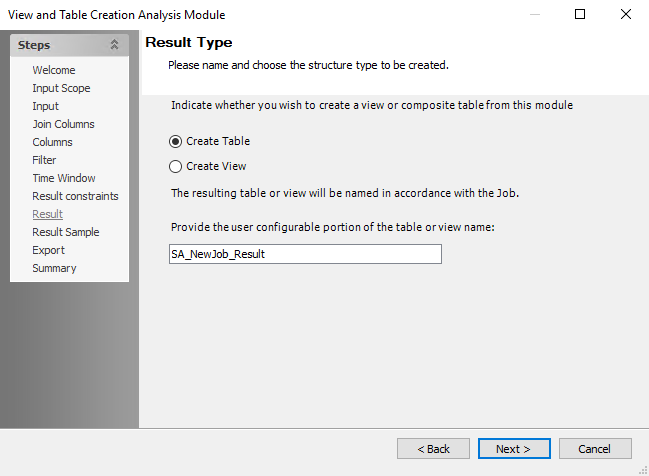 View and Table Creation Analysis Module
Steps
Welcome
Input Scope
Input
Join Columns
Columns
Filter
Time Window
Result constraints
Result
Result Sample
Export
Summary
Result Type
Please name and choose the structure type to be created.
Indicate whether you wish to create a view or composite table from this module
Create Table
Create View
The resulting table or view will be named in accordance with the Job.
Provide the user configurable portion of the table or view name:
SA_NewJob_Result
< Back
Next >
Cancel